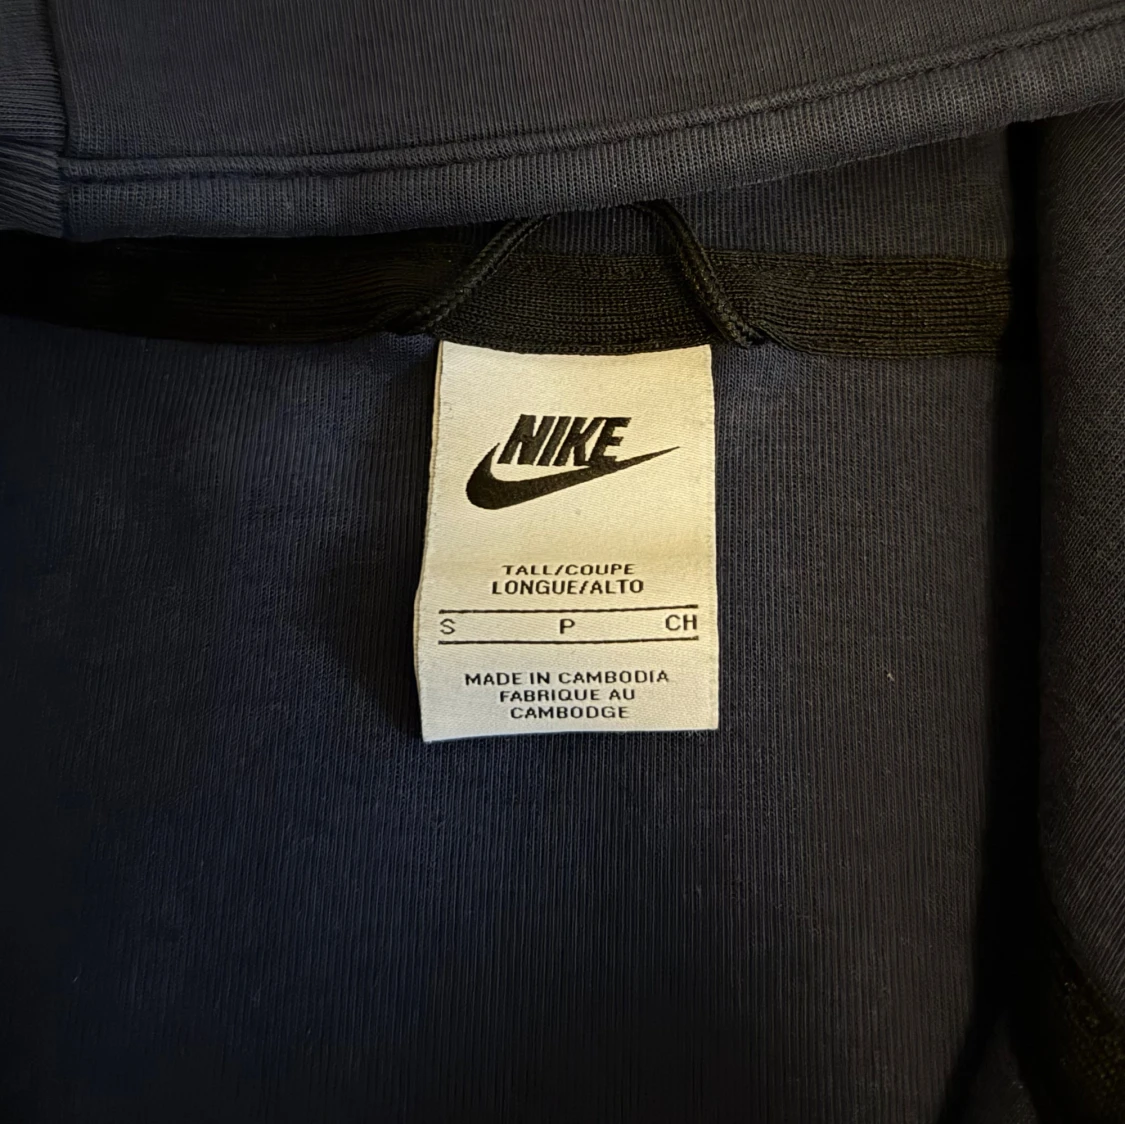 NIKE
TALL/COUPE
LONGUE/ALTO
S P CH
MADE IN CAMBODIA
FABRIQUE AU
CAMBODGE